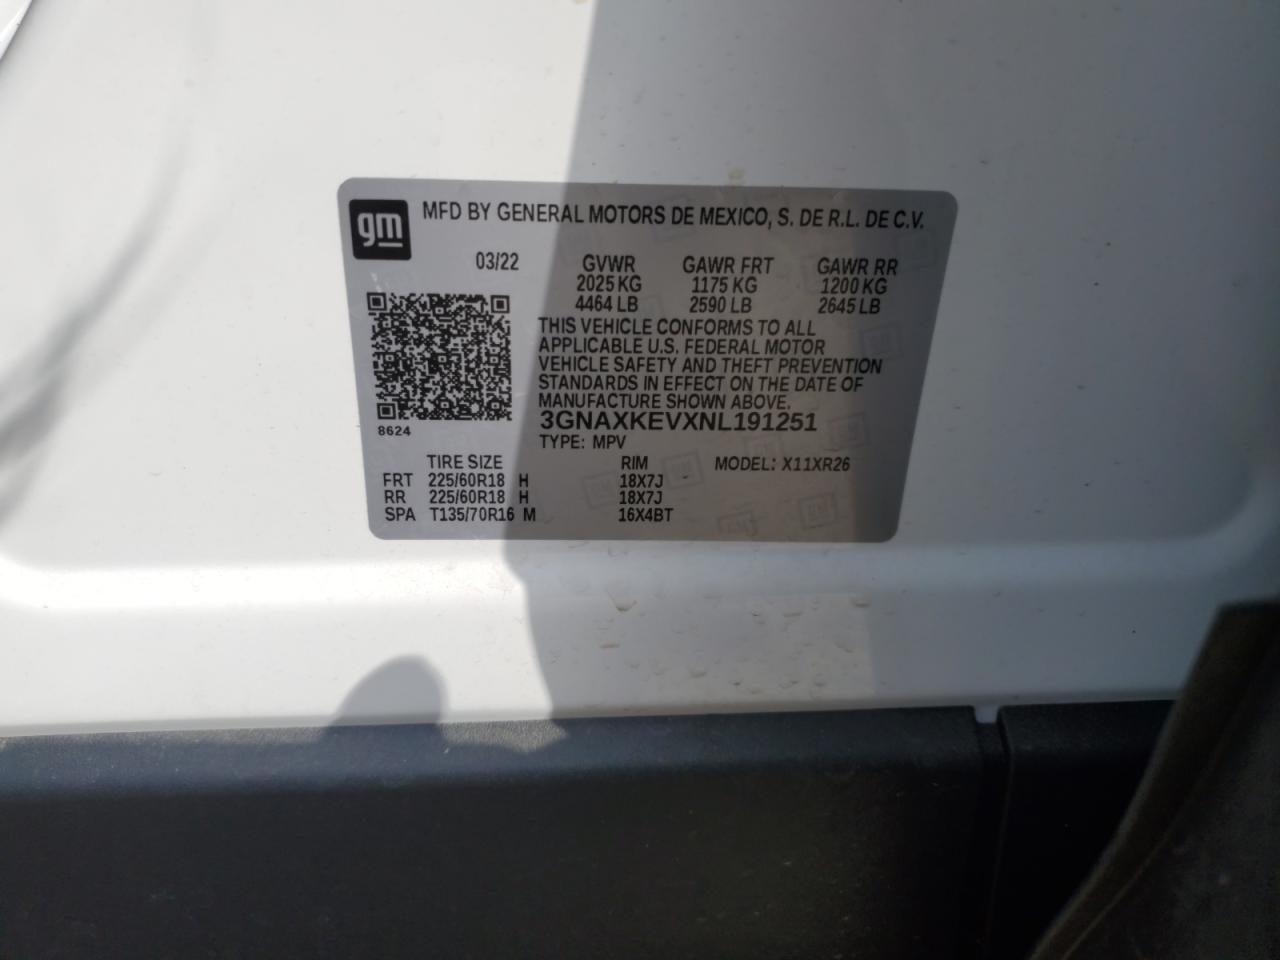 gm
MFD BY GENERAL MOTORS DE MEXICO, S. DE R.L. DE C.V.
03/22 GVWR GAWR FRT GAWR RR
2025 KG 1175 KG 1200 KG
4464 LB 2590 LB 2645 LB
THIS VEHICLE CONFORMS TO ALL
APPLICABLE U.S. FEDERAL MOTOR
VEHICLE SAFETY AND THEFT PREVENTION
STANDARDS IN EFFECT ON THE DATE OF
MANUFACTURE SHOWN ABOVE.
3GNAXKEVXNL191251
8624
TYPE: MPV
TIRE SIZE RIM MODEL: X11XR26
FRT 225/60R18 H 18X7J
RR 225/60R18 H 18X7J
SPA T135/70R16 M 16X4BT